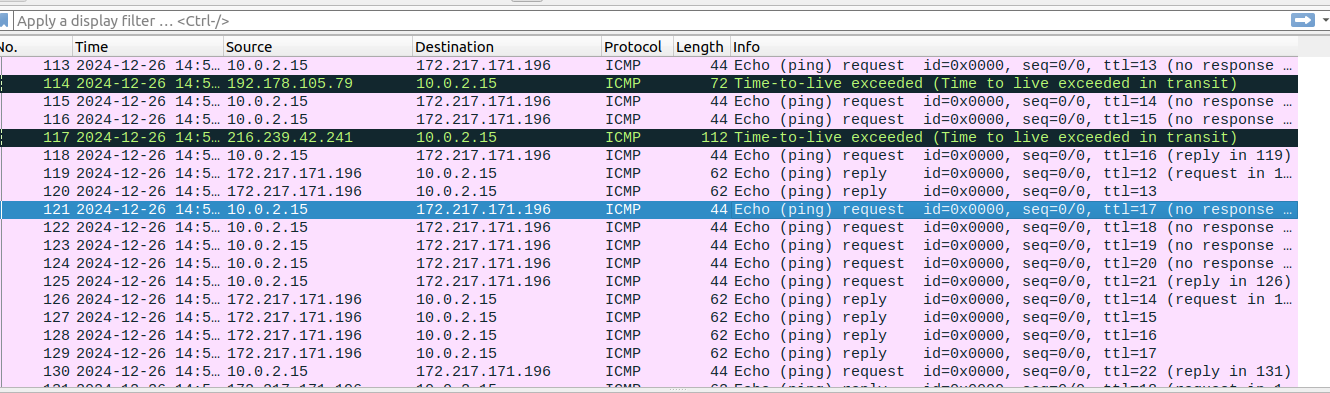 Apply a display filter … <Ctrl-/>
No. Time Source Destination Protocol Length Info
113 2024-12-26 14:5… 10.0.2.15 172.217.171.196 ICMP 44 Echo (ping) request id=0x0000, seq=0/0, ttl=13 (no response …
114 2024-12-26 14:5… 192.178.105.79 10.0.2.15 ICMP 72 Time-to-live exceeded (Time to live exceeded in transit)
115 2024-12-26 14:5… 10.0.2.15 172.217.171.196 ICMP 44 Echo (ping) request id=0x0000, seq=0/0, ttl=14 (no response …
116 2024-12-26 14:5… 10.0.2.15 172.217.171.196 ICMP 44 Echo (ping) request id=0x0000, seq=0/0, ttl=15 (no response …
117 2024-12-26 14:5… 216.239.42.241 10.0.2.15 ICMP 112 Time-to-live exceeded (Time to live exceeded in transit)
118 2024-12-26 14:5… 10.0.2.15 172.217.171.196 ICMP 44 Echo (ping) request id=0x0000, seq=0/0, ttl=16 (reply in 119)
119 2024-12-26 14:5… 172.217.171.196 10.0.2.15 ICMP 62 Echo (ping) reply id=0x0000, seq=0/0, ttl=12 (request in 1…
120 2024-12-26 14:5… 172.217.171.196 10.0.2.15 ICMP 62 Echo (ping) reply id=0x0000, seq=0/0, ttl=13
121 2024-12-26 14:5… 10.0.2.15 172.217.171.196 ICMP 44 Echo (ping) request id=0x0000, seq=0/0, ttl=17 (no response …
122 2024-12-26 14:5… 10.0.2.15 172.217.171.196 ICMP 44 Echo (ping) request id=0x0000, seq=0/0, ttl=18 (no response …
123 2024-12-26 14:5… 10.0.2.15 172.217.171.196 ICMP 44 Echo (ping) request id=0x0000, seq=0/0, ttl=19 (no response …
124 2024-12-26 14:5… 10.0.2.15 172.217.171.196 ICMP 44 Echo (ping) request id=0x0000, seq=0/0, ttl=20 (no response …
125 2024-12-26 14:5… 10.0.2.15 172.217.171.196 ICMP 44 Echo (ping) request id=0x0000, seq=0/0, ttl=21 (reply in 126)
126 2024-12-26 14:5… 172.217.171.196 10.0.2.15 ICMP 62 Echo (ping) reply id=0x0000, seq=0/0, ttl=14 (request in 1…
127 2024-12-26 14:5… 172.217.171.196 10.0.2.15 ICMP 62 Echo (ping) reply id=0x0000, seq=0/0, ttl=15
128 2024-12-26 14:5… 172.217.171.196 10.0.2.15 ICMP 62 Echo (ping) reply id=0x0000, seq=0/0, ttl=16
129 2024-12-26 14:5… 172.217.171.196 10.0.2.15 ICMP 62 Echo (ping) reply id=0x0000, seq=0/0, ttl=17
130 2024-12-26 14:5… 10.0.2.15 172.217.171.196 ICMP 44 Echo (ping) request id=0x0000, seq=0/0, ttl=22 (reply in 131)